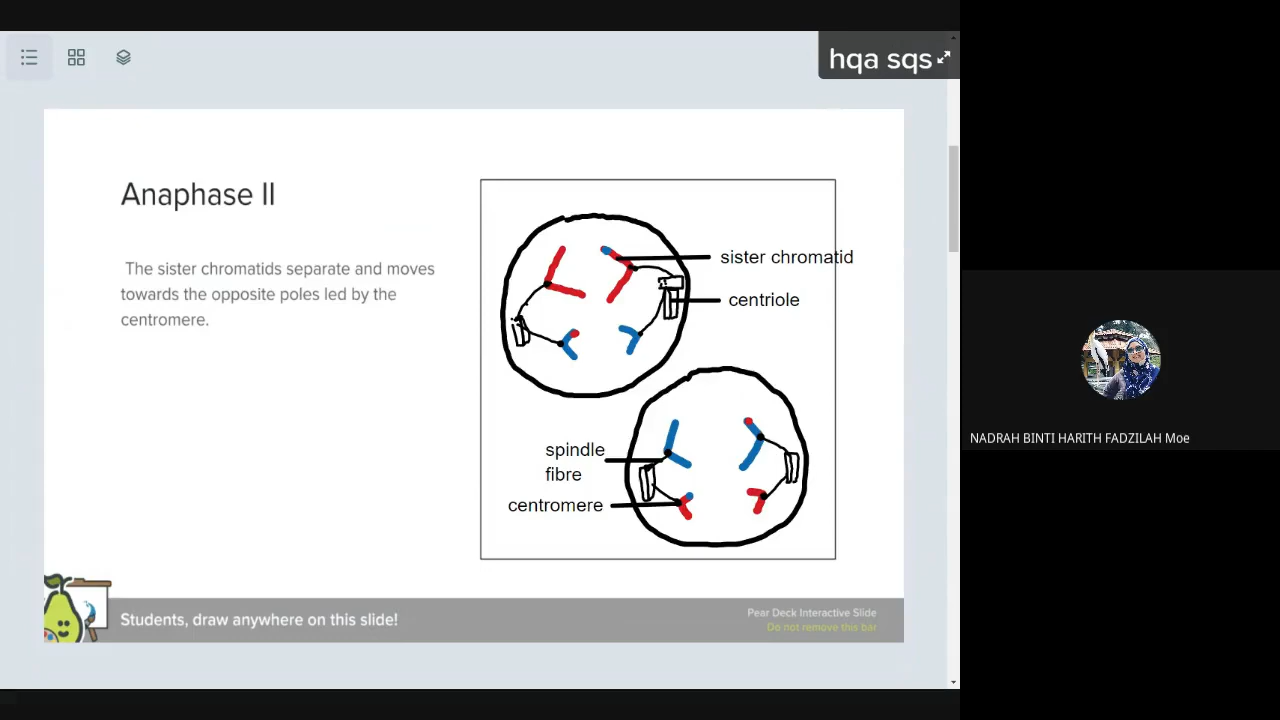 hqa sqs
Anaphase II
The sister chromatids separate and moves
towards the opposite poles led by the
centromere.
sister chromatid
centriole
spindle
fibre
centromere
Students, draw anywhere on this slide!
Pear Deck Interactive Slide
Do not remove this bar
NADRAH BINTI HARITH FADZILAH Moe